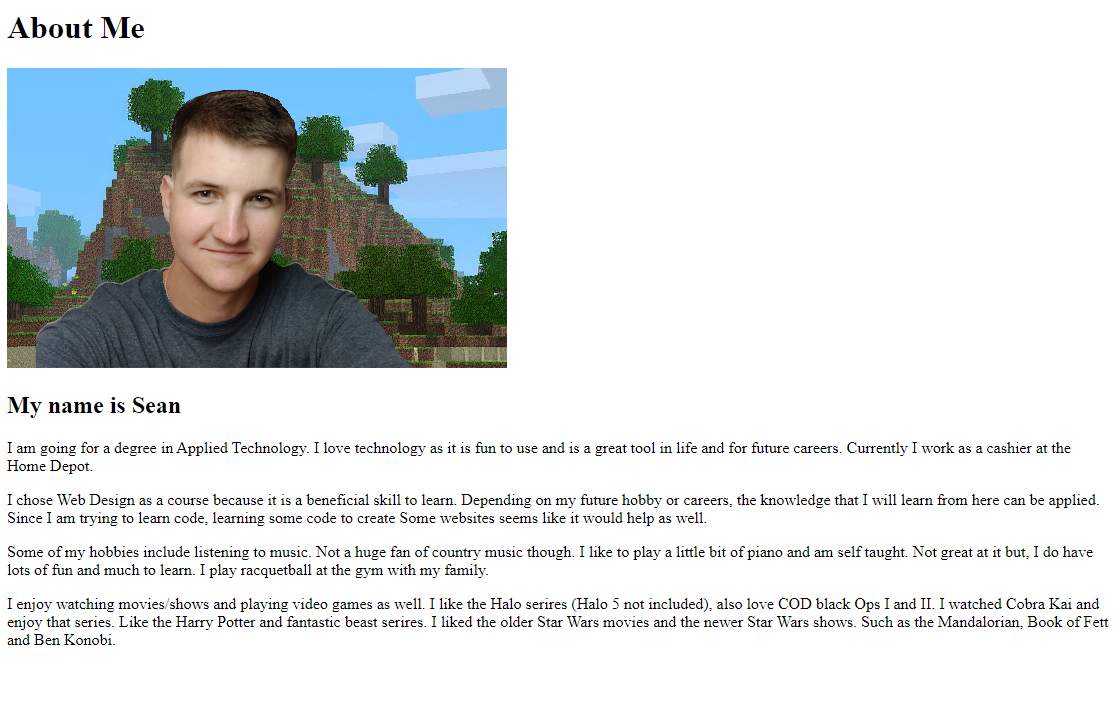 About Me
My name is Sean
I am going for a degree in Applied Technology. I love technology as it is fun to use and is a great tool in life and for future careers. Currently I work as a cashier at the
Home Depot.
I chose Web Design as a course because it is a beneficial skill to learn. Depending on my future hobby or careers, the knowledge that I will learn from here can be applied.
Since I am trying to learn code, learning some code to create Some websites seems like it would help as well.
Some of my hobbies include listening to music. Not a huge fan of country music though. I like to play a little bit of piano and am self taught. Not great at it but, I do have
lots of fun and much to learn. I play racquetball at the gym with my family.
I enjoy watching movies/shows and playing video games as well. I like the Halo serires (Halo 5 not included), also love COD black Ops I and II. I watched Cobra Kai and
enjoy that series. Like the Harry Potter and fantastic beast serires. I liked the older Star Wars movies and the newer Star Wars shows. Such as the Mandalorian, Book of Fett
and Ben Konobi.